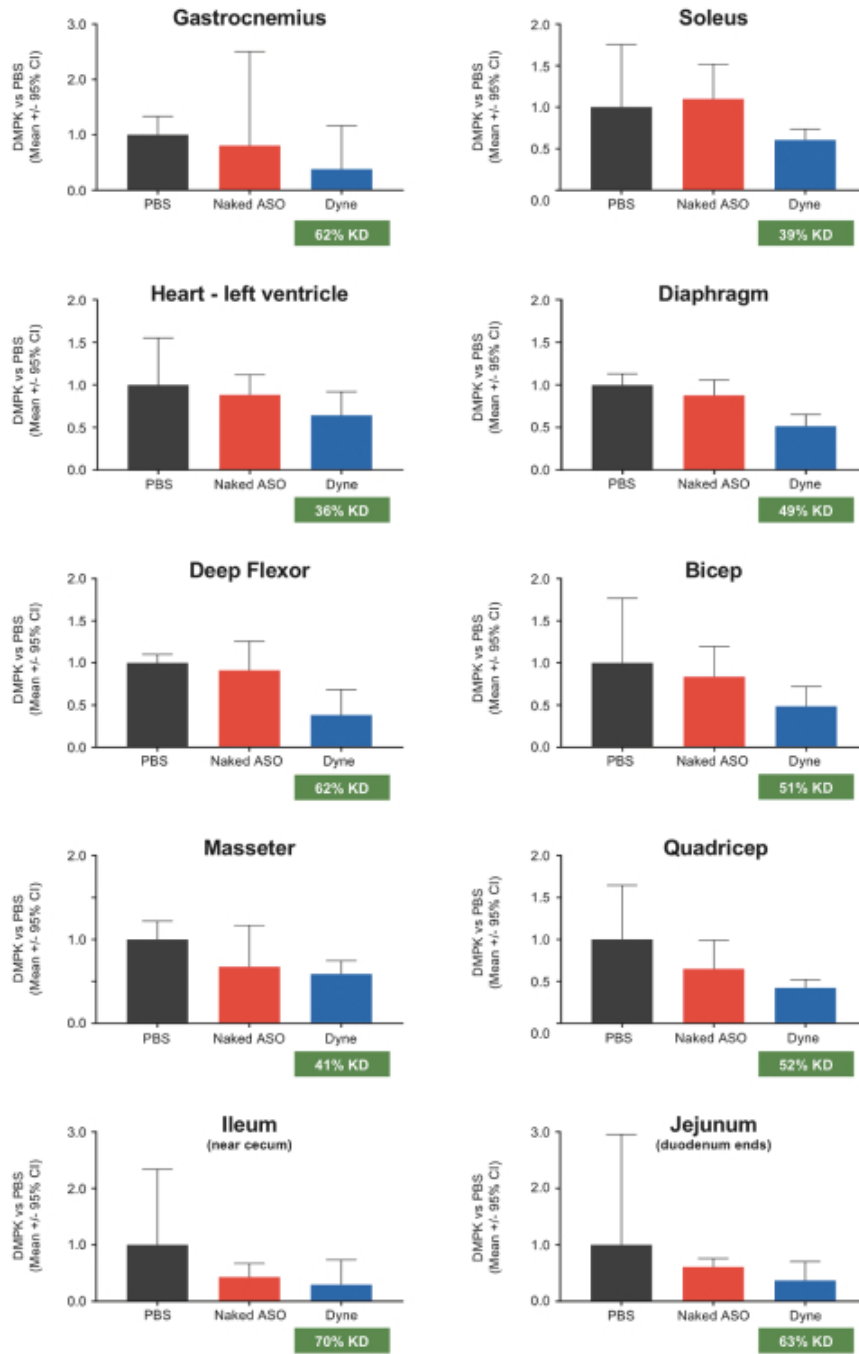 Gastrocnemius
DMPK vs PBS
(Mean +/- 95% CI)
3.0
2.0
1.0
0.0
PBS Naked ASO Dyne
62% KD
Soleus
DMPK vs PBS
(Mean +/- 95% CI)
2.0
1.5
1.0
0.5
0.0
PBS Naked ASO Dyne
39% KD
Heart - left ventricle
DMPK vs PBS
(Mean +/- 95% CI)
2.0
1.5
1.0
0.5
0.0
PBS Naked ASO Dyne
36% KD
Diaphragm
DMPK vs PBS
(Mean +/- 95% CI)
2.0
1.5
1.0
0.5
0.0
PBS Naked ASO Dyne
49% KD
Deep Flexor
DMPK vs PBS
(Mean +/- 95% CI)
2.0
1.5
1.0
0.5
0.0
PBS Naked ASO Dyne
62% KD
Bicep
DMPK vs PBS
(Mean +/- 95% CI)
2.0
1.5
1.0
0.5
0.0
PBS Naked ASO Dyne
51% KD
Masseter
DMPK vs PBS
(Mean +/- 95% CI)
2.0
1.0
0.0
PBS Naked ASO Dyne
41% KD
Quadricep
DMPK vs PBS
(Mean +/- 95% CI)
2.0
1.5
1.0
0.5
0.0
PBS Naked ASO Dyne
52% KD
Ileum
(near cecum)
DMPK vs PBS
(Mean +/- 95% CI)
3.0
2.0
1.0
0.0
PBS Naked ASO Dyne
70% KD
Jejunum
(duodenum ends)
DMPK vs PBS
(Mean +/- 95% CI)
3.0
2.0
1.0
0.0
PBS Naked ASO Dyne
63% KD